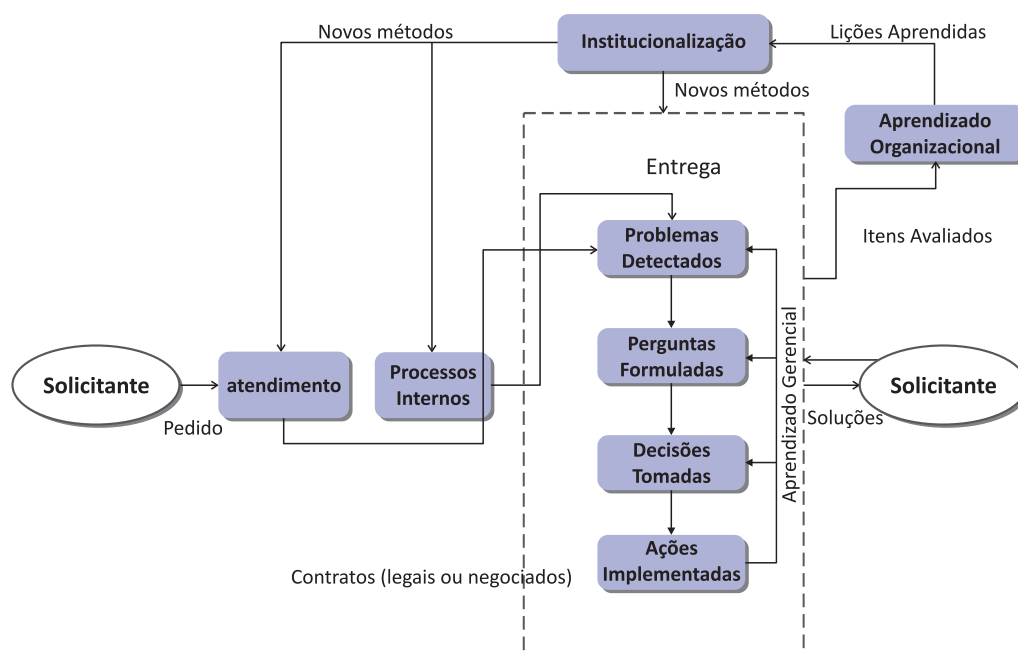 Novos métodos
Institucionalização
Lições Aprendidas
Novos métodos
Aprendizado
Organizacional
Entrega
Problemas
Detectados
Itens Avaliados
Solicitante
Pedido
atendimento
Processos
Internos
Perguntas
Formuladas
Aprendizado Gerencial
Solicitante
Soluções
Decisões
Tomadas
Ações
Implementadas
Contratos (legais ou negociados)